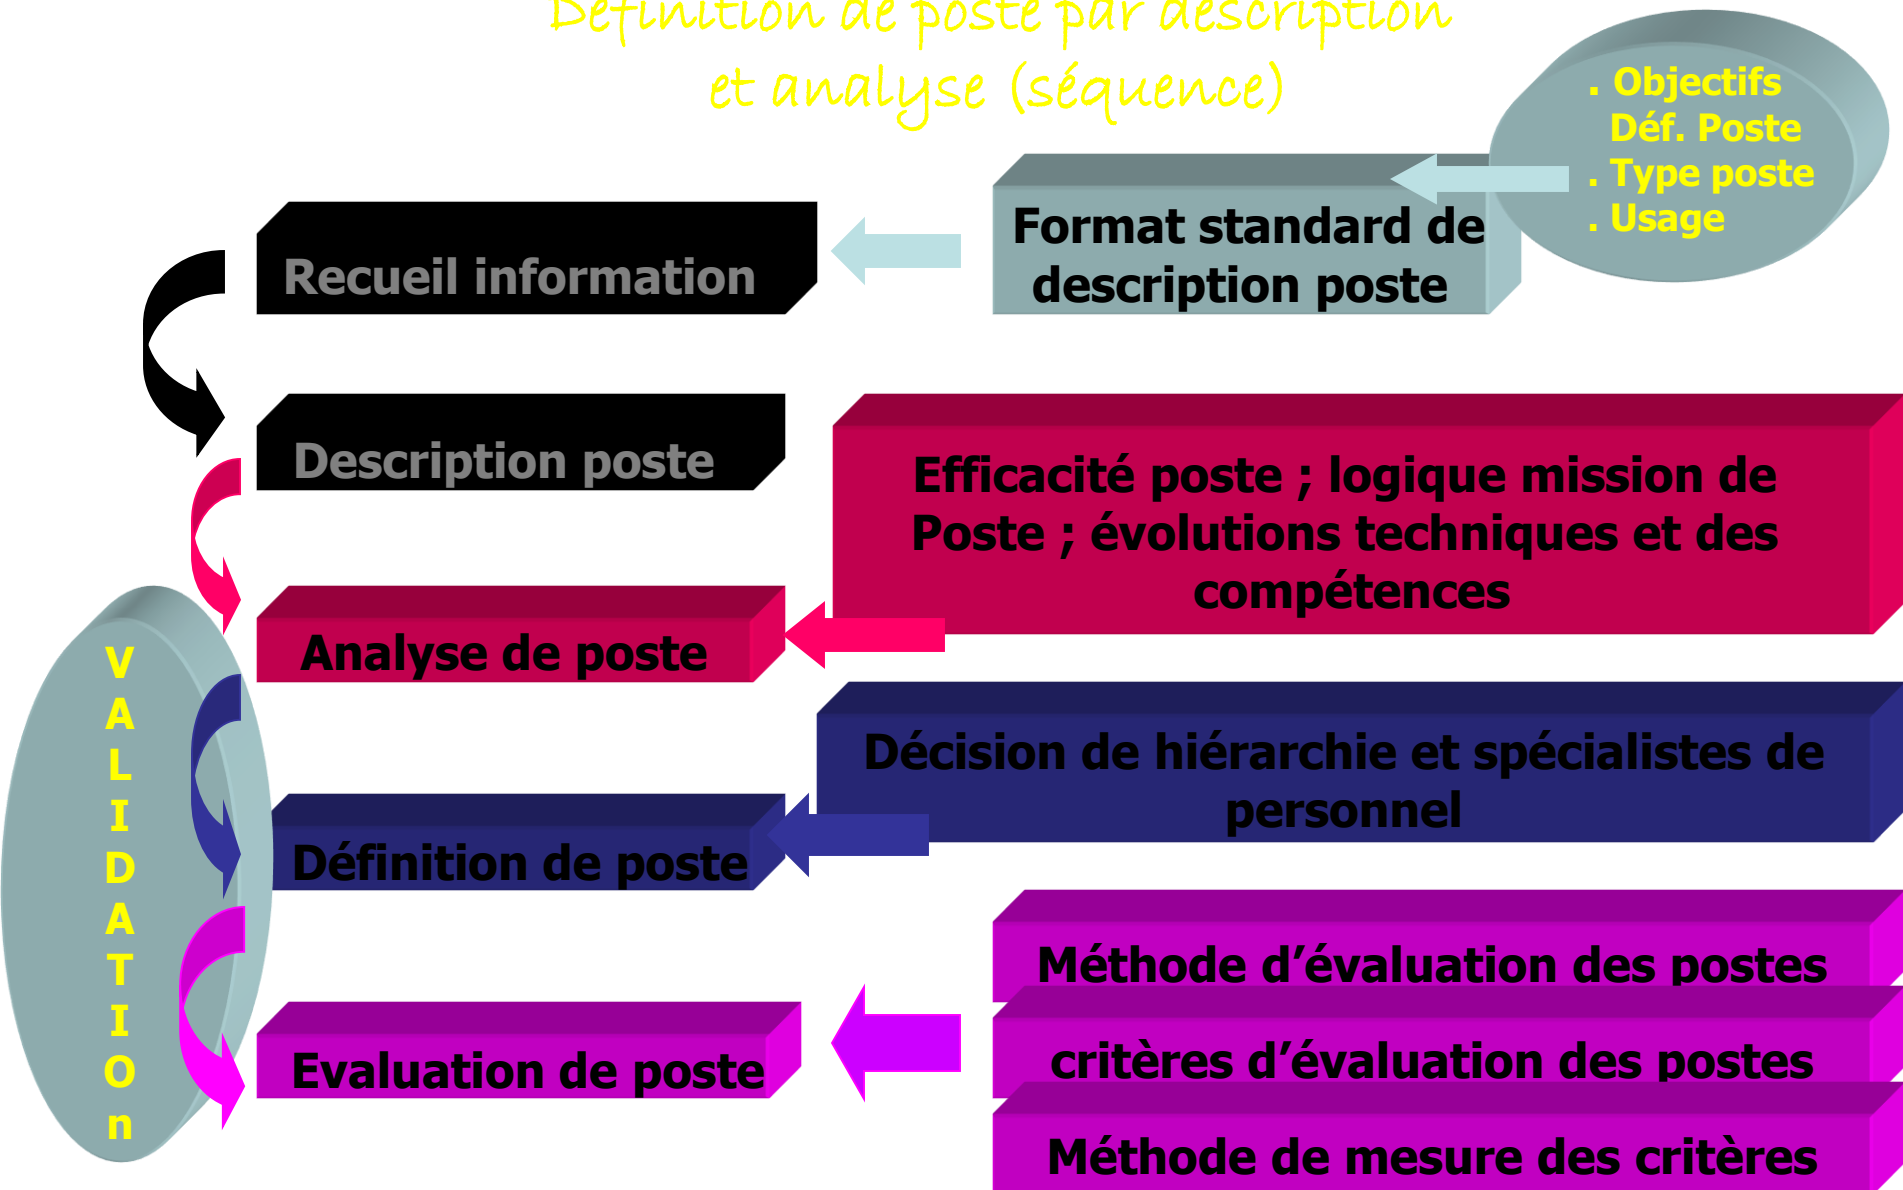 Définition de poste par description
et analyse (séquence)
. Objectifs
Déf. Poste
. Type poste
. Usage
Format standard de
description poste
Recueil information
Description poste
Efficacité poste ; logique mission de
Poste ; évolutions techniques et des
compétences
Analyse de poste
Décision de hiérarchie et spécialistes de
personnel
Définition de poste
Méthode d’évaluation des postes
critères d’évaluation des postes
Méthode de mesure des critères
Evaluation de poste
V
A
L
I
D
A
T
I
O
n